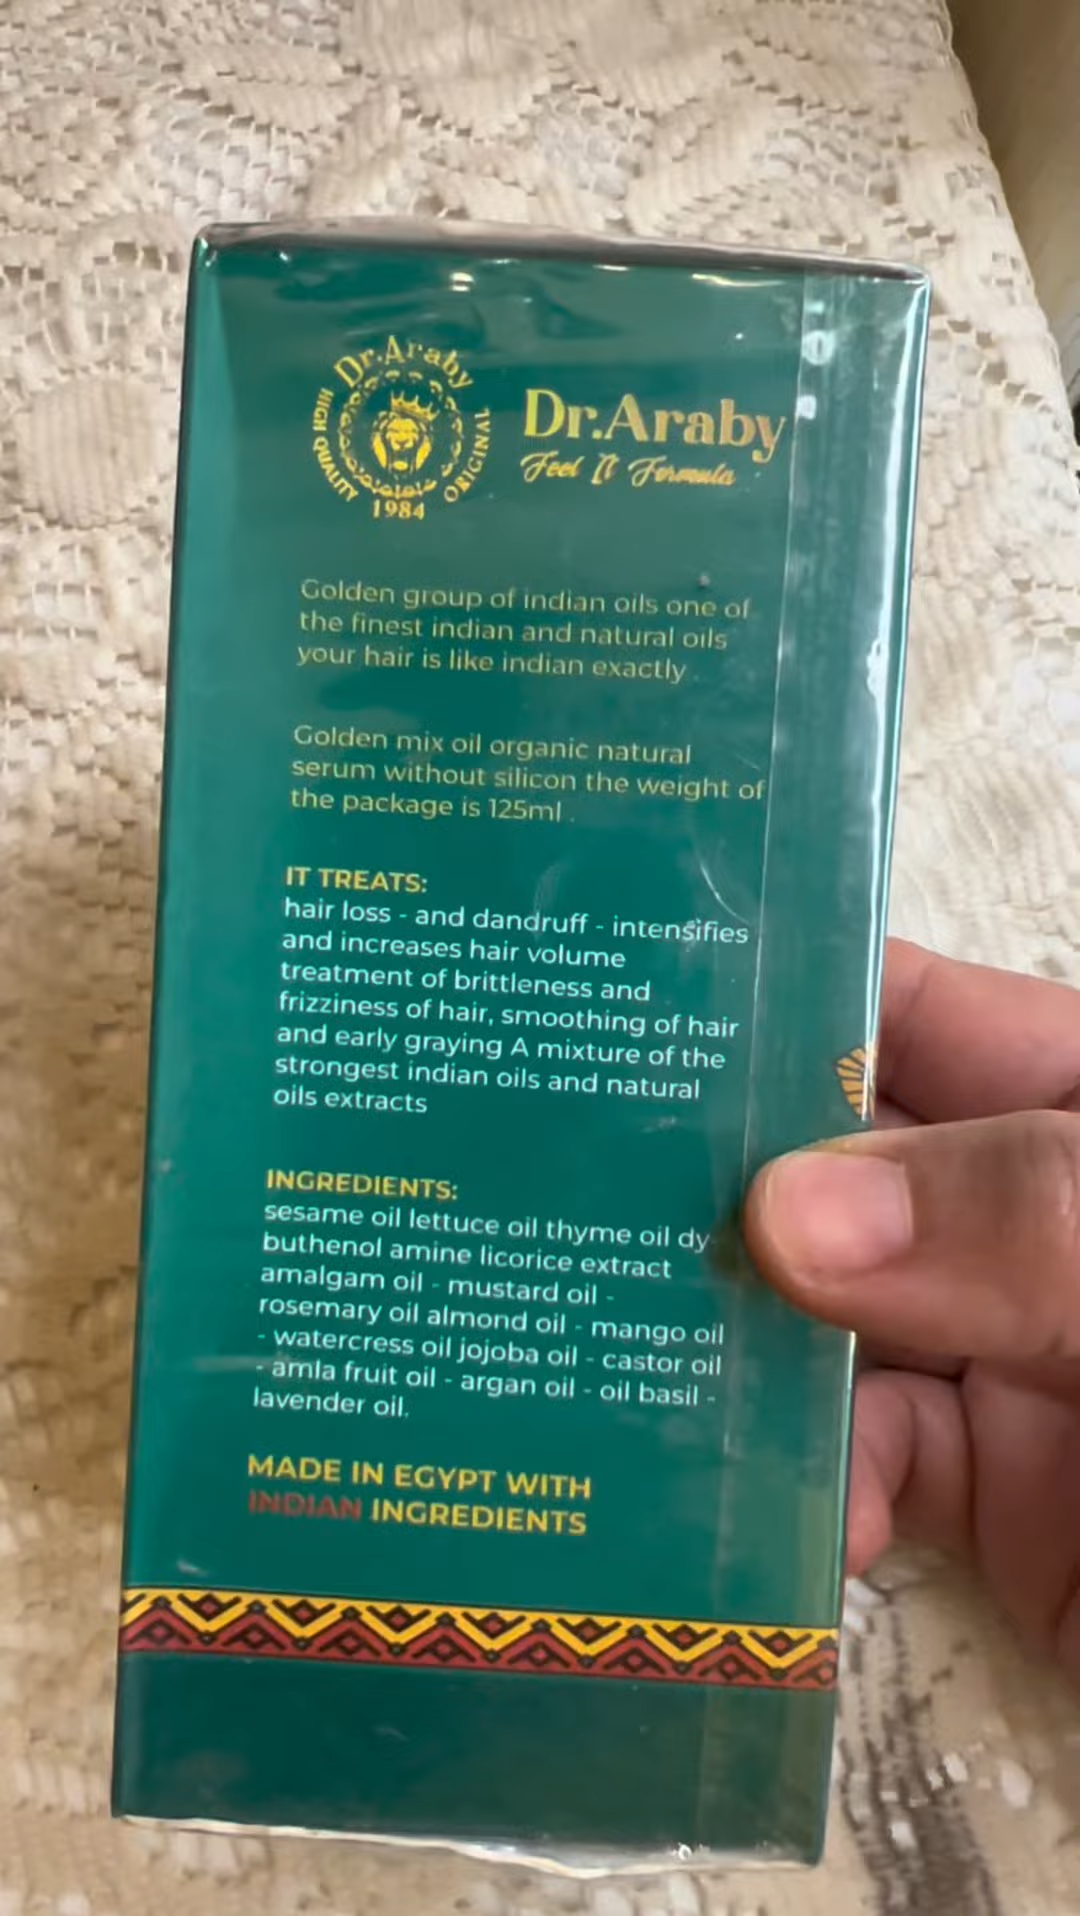 Dr.Araby
HIGH QUALITY
ORIGINAL
1984
Dr.Araby
Feel It Formula
Golden group of indian oils one of
the finest indian and natural oils
your hair is like indian exactly .
Golden mix oil organic natural
serum without silicon the weight of
the package is 125ml .
IT TREATS:
hair loss - and dandruff - intensifies
and increases hair volume
treatment of brittleness and
frizziness of hair, smoothing of hair
and early graying A mixture of the
strongest indian oils and natural
oils extracts
INGREDIENTS:
sesame oil lettuce oil thyme oil dy-
buthenol amine licorice extract
amalgam oil - mustard oil -
rosemary oil almond oil - mango oil
- watercress oil jojoba oil - castor oil
- amla fruit oil - argan oil - oil basil -
lavender oil.
MADE IN EGYPT WITH
INDIAN INGREDIENTS